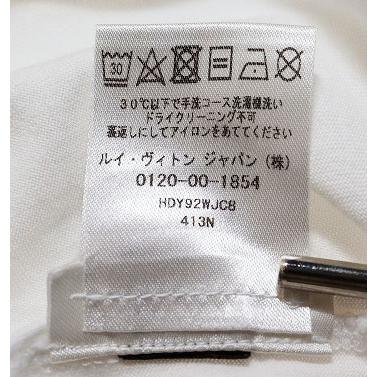 30
30℃以下で手洗コース洗濯機洗い
ドライクリーニング不可
裏返しにしてアイロンをあててください
ルイ・ヴィトン ジャパン(株)
0120-00-1854
HDY92WJC8
413N